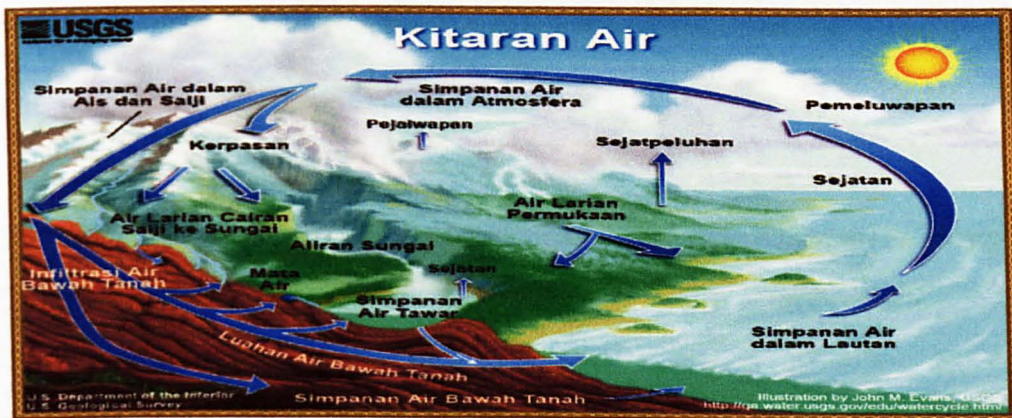 USGS
Kitaran Air
Simpanan Air dalam
Ais dan Salji
Simpanan Air
dalam Atmosfera
Pemeluwapan
Pejalwapan
Kerpasan
Sejatpeluhan
Sejatan
Air Larian Cairan
Salji ke Sungai
Air Larian
Permukaan
Aliran Sungai
Infiltrasi Air
Bawah Tanah
Mata
Air
Sejatan
Simpanan
Air Tawar
Simpanan Air
dalam Lautan
Luahan Air Bawah Tanah
Simpanan Air Bawah Tanah
U.S. Department of the Interior
U.S. Geological Survey
Illustration by John M. Evans, USGS
http://ga.water.usgs.gov/edu/watercycle.html